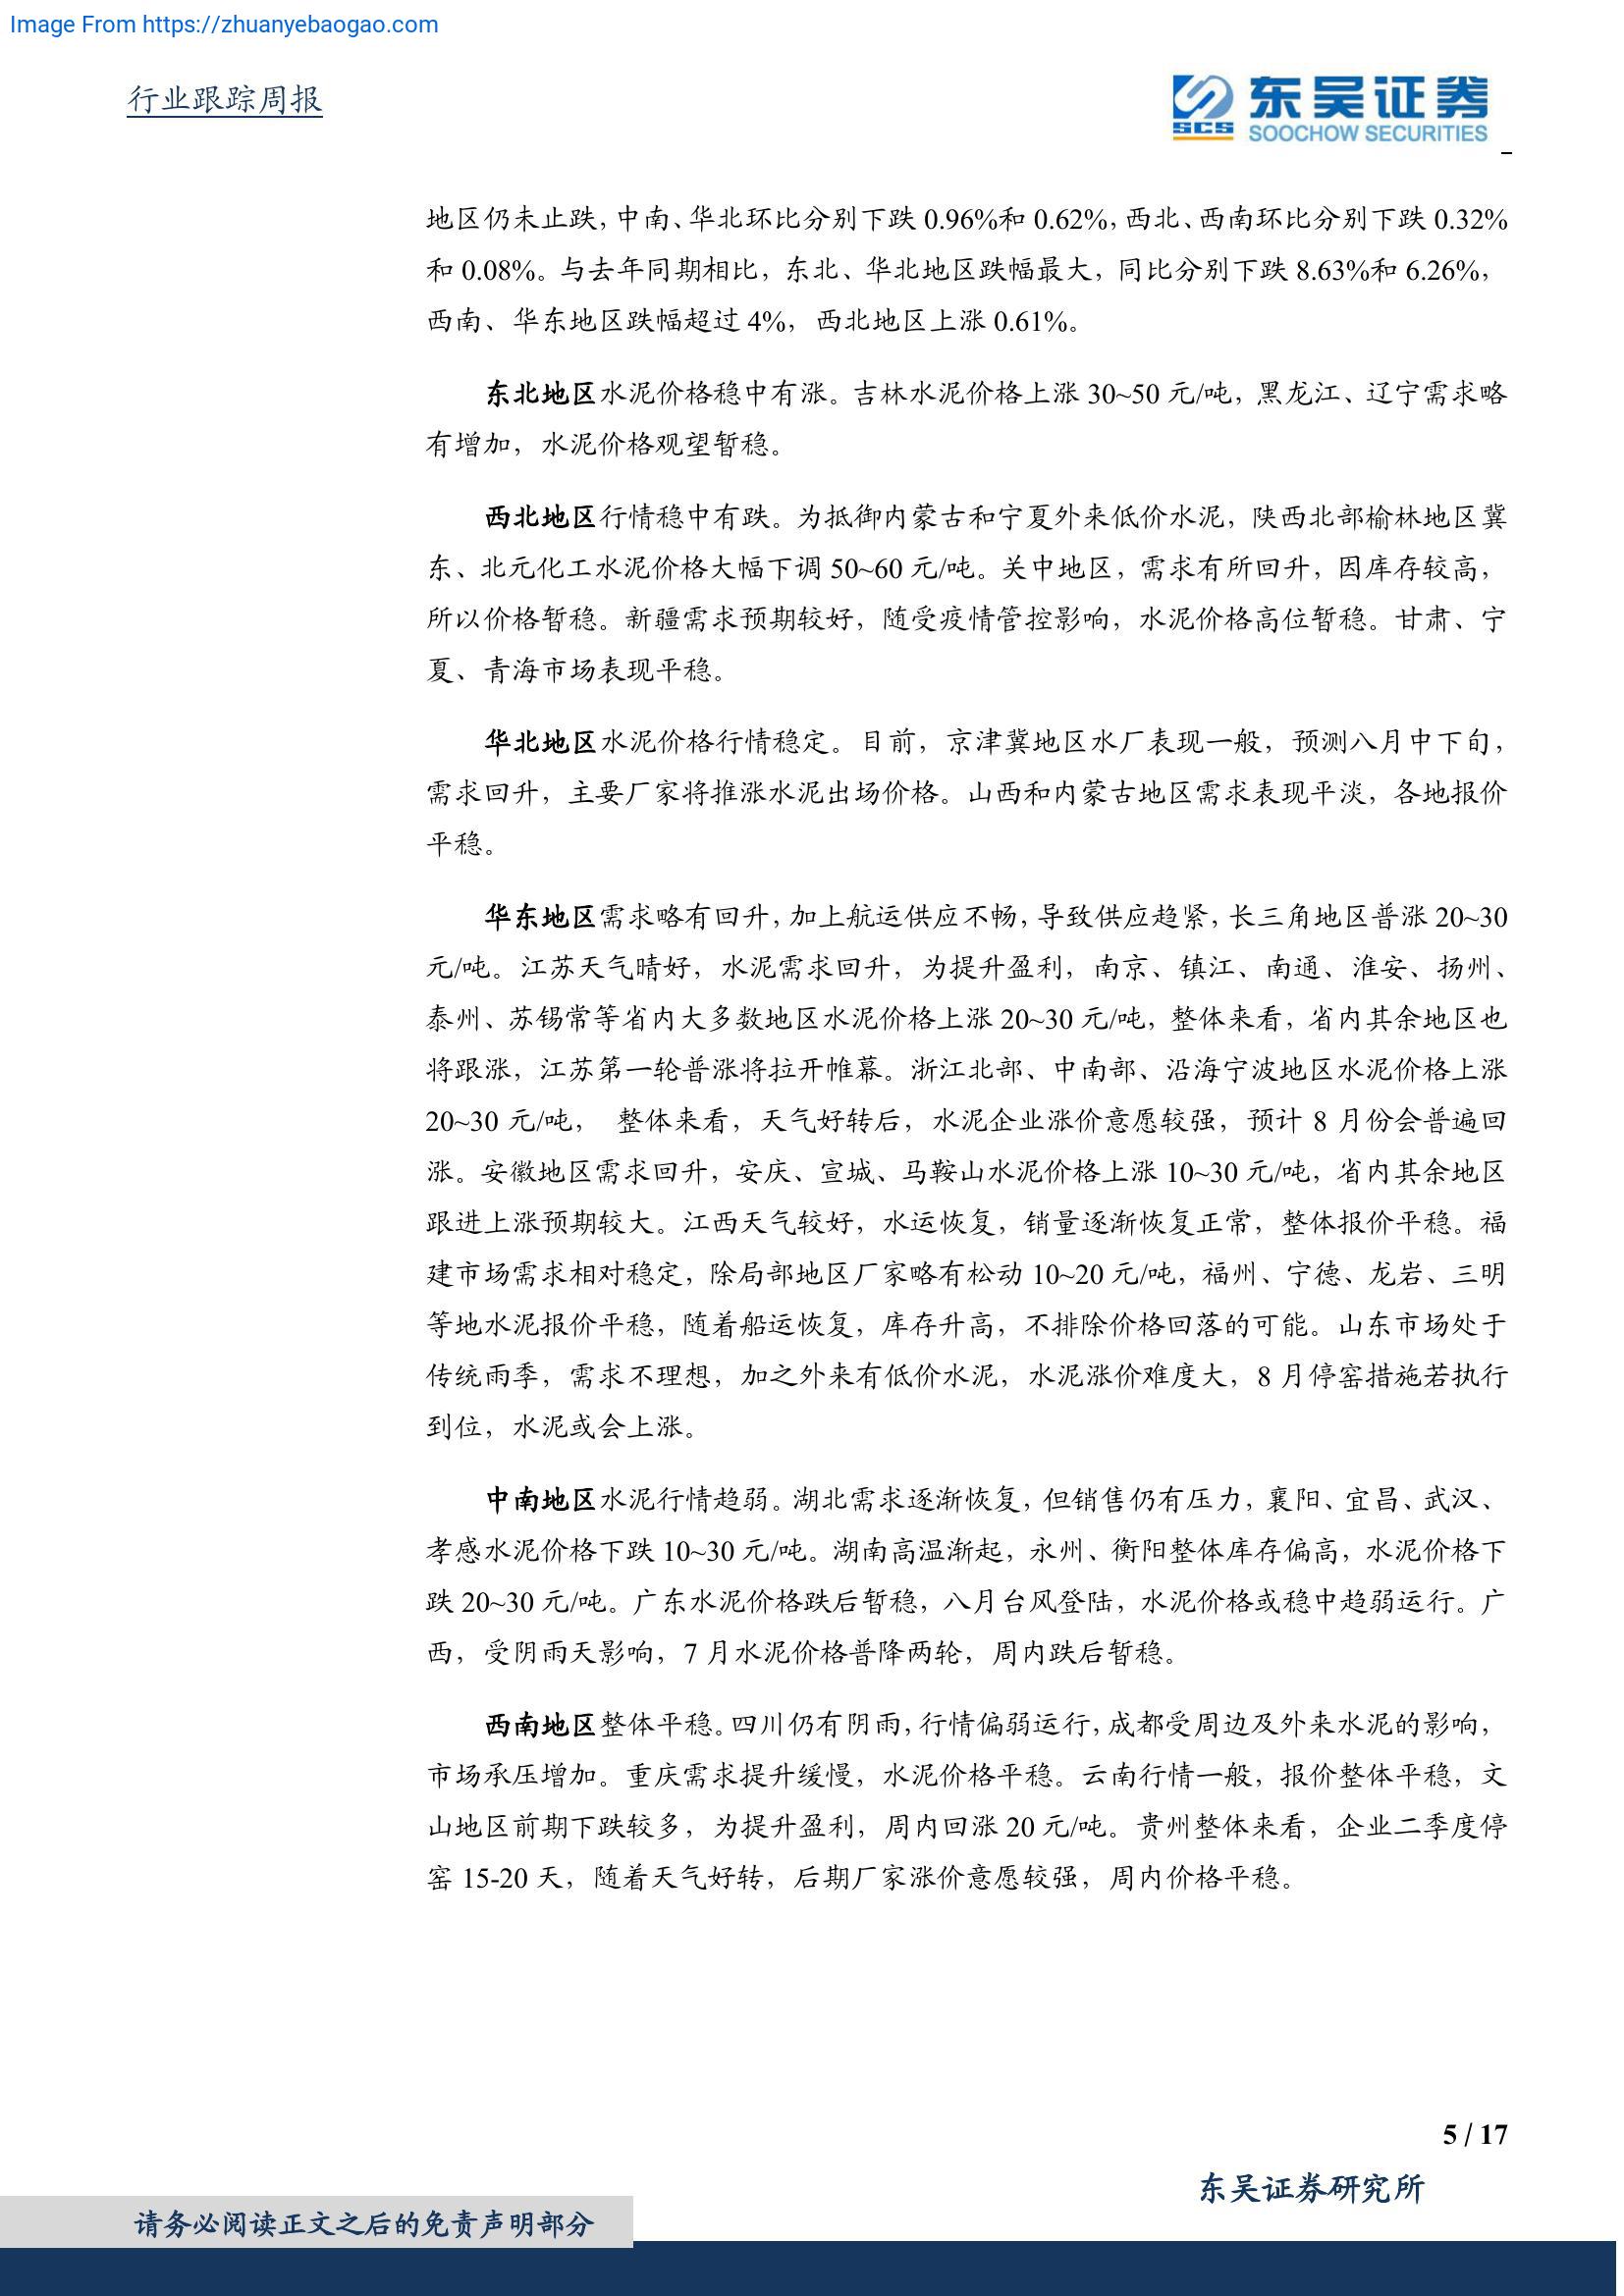 Image From https://zhuanyebaogao.com
行业跟踪周报
SCS 东吴证券
SOOCHOW SECURITIES
地区仍未止跌，中南、华北环比分别下跌 0.96%和 0.62%，西北、西南环比分别下跌 0.32%
和 0.08%。与去年同期相比，东北、华北地区跌幅最大，同比分别下跌 8.63%和 6.26%，
西南、华东地区跌幅超过 4%，西北地区上涨 0.61%。
东北地区水泥价格稳中有涨。吉林水泥价格上涨 30~50 元/吨，黑龙江、辽宁需求略
有增加，水泥价格观望暂稳。
西北地区行情稳中有跌。为抵御内蒙古和宁夏外来低价水泥，陕西北部榆林地区冀
东、北元化工水泥价格大幅下调 50~60 元/吨。关中地区，需求有所回升，因库存较高，
所以价格暂稳。新疆需求预期较好，随受疫情管控影响，水泥价格高位暂稳。甘肃、宁
夏、青海市场表现平稳。
华北地区水泥价格行情稳定。目前，京津冀地区水厂表现一般，预测八月中下旬，
需求回升，主要厂家将推涨水泥出场价格。山西和内蒙古地区需求表现平淡，各地报价
平稳。
华东地区需求略有回升，加上航运供应不畅，导致供应趋紧，长三角地区普涨 20~30
元/吨。江苏天气晴好，水泥需求回升，为提升盈利，南京、镇江、南通、淮安、扬州、
泰州、苏锡常等省内大多数地区水泥价格上涨 20~30 元/吨，整体来看，省内其余地区也
将跟涨，江苏第一轮普涨将拉开帷幕。浙江北部、中南部、沿海宁波地区水泥价格上涨
20~30 元/吨， 整体来看，天气好转后，水泥企业涨价意愿较强，预计 8 月份会普遍回
涨。安徽地区需求回升，安庆、宣城、马鞍山水泥价格上涨 10~30 元/吨，省内其余地区
跟进上涨预期较大。江西天气较好，水运恢复，销量逐渐恢复正常，整体报价平稳。福
建市场需求相对稳定，除局部地区厂家略有松动 10~20 元/吨，福州、宁德、龙岩、三明
等地水泥报价平稳，随着船运恢复，库存升高，不排除价格回落的可能。山东市场处于
传统雨季，需求不理想，加之外来有低价水泥，水泥涨价难度大，8 月停窑措施若执行
到位，水泥或会上涨。
中南地区水泥行情趋弱。湖北需求逐渐恢复，但销售仍有压力，襄阳、宜昌、武汉、
孝感水泥价格下跌 10~30 元/吨。湖南高温渐起，永州、衡阳整体库存偏高，水泥价格下
跌 20~30 元/吨。广东水泥价格跌后暂稳，八月台风登陆，水泥价格或稳中趋弱运行。广
西，受阴雨天影响，7 月水泥价格普降两轮，周内跌后暂稳。
西南地区整体平稳。四川仍有阴雨，行情偏弱运行，成都受周边及外来水泥的影响，
市场承压增加。重庆需求提升缓慢，水泥价格平稳。云南行情一般，报价整体平稳，文
山地区前期下跌较多，为提升盈利，周内回涨 20 元/吨。贵州整体来看，企业二季度停
窑 15-20 天，随着天气好转，后期厂家涨价意愿较强，周内价格平稳。
5 / 17
东吴证券研究所
请务必阅读正文之后的免责声明部分